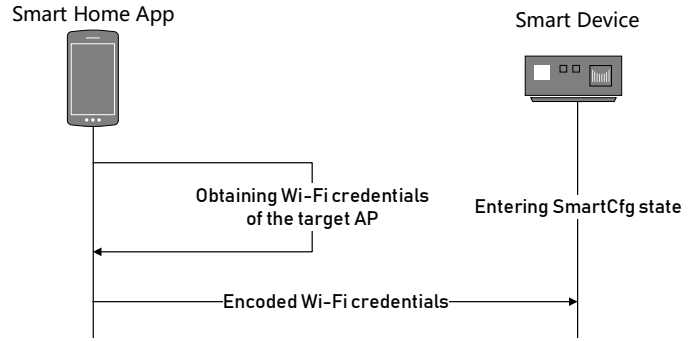 Smart Home App
Smart Device
Obtaining Wi-Fi credentials
of the target AP
Entering SmartCfg state
Encoded Wi-Fi credentials